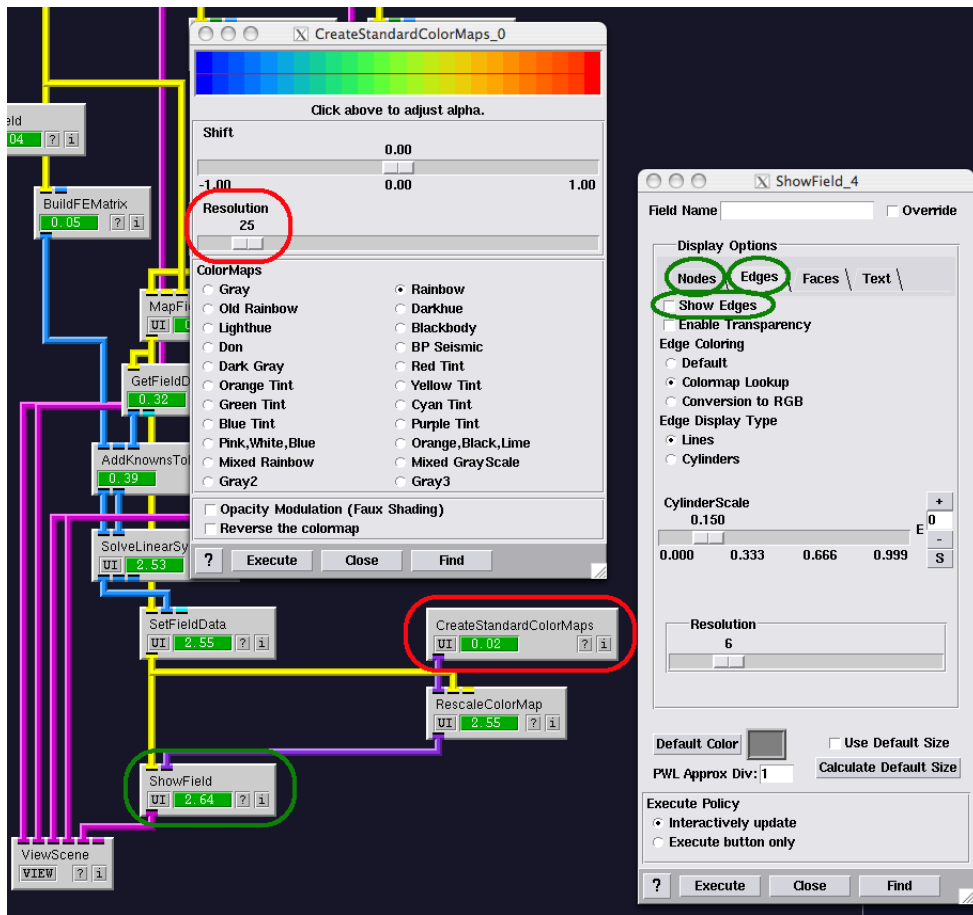 CreateStandardColorMaps_0
Click above to adjust alpha.
Shift
0.00
-1.00 0.00 1.00
Resolution
25
ColorMaps
Gray Rainbow
Old Rainbow Darkhue
Lighthue Blackbody
Don BP Seismic
Dark Gray Red Tint
Orange Tint Yellow Tint
Green Tint Cyan Tint
Blue Tint Purple Tint
Pink,White,Blue Orange,Black,Lime
Mixed Rainbow Mixed GrayScale
Gray2 Gray3
Opacity Modulation (Faux Shading)
Reverse the colormap
? Execute Close Find
eld
04 ? i
BuildFEMatrix
0.05 ? i
MapFi
UI
GetFieldD
0.32
AddKnownsTo
0.39
SolveLinearSy
UI 2.53
SetFieldData
UI 2.55 ? i
CreateStandardColorMaps
UI 0.02 ? i
RescaleColorMap
UI 2.55 ? i
ShowField
UI 2.64 ? i
ViewScene
VIEW ? i
ShowField_4
Field Name Override
Display Options
Nodes Edges Faces Text
Show Edges
Enable Transparency
Edge Coloring
Default
Colormap Lookup
Conversion to RGB
Edge Display Type
Lines
Cylinders
CylinderScale +
0.150 E 0
-
0.000 0.333 0.666 0.999 S
Resolution
6
Default Color Use Default Size
PWL Approx Div: 1 Calculate Default Size
Execute Policy
Interactively update
Execute button only
? Execute Close Find